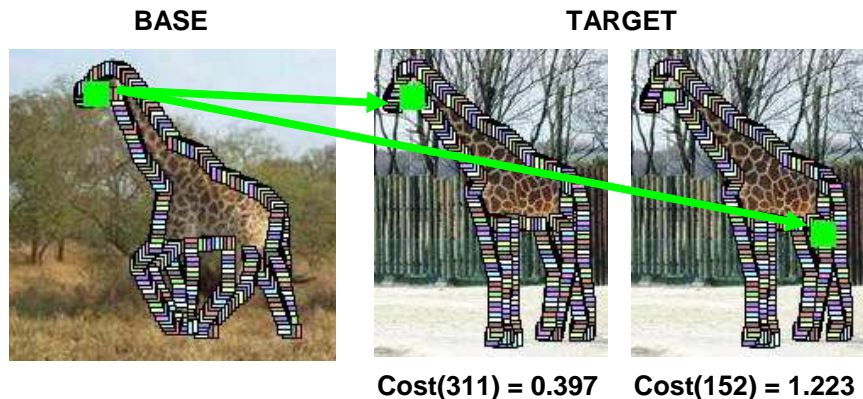 BASE
TARGET
Cost(311) = 0.397
Cost(152) = 1.223